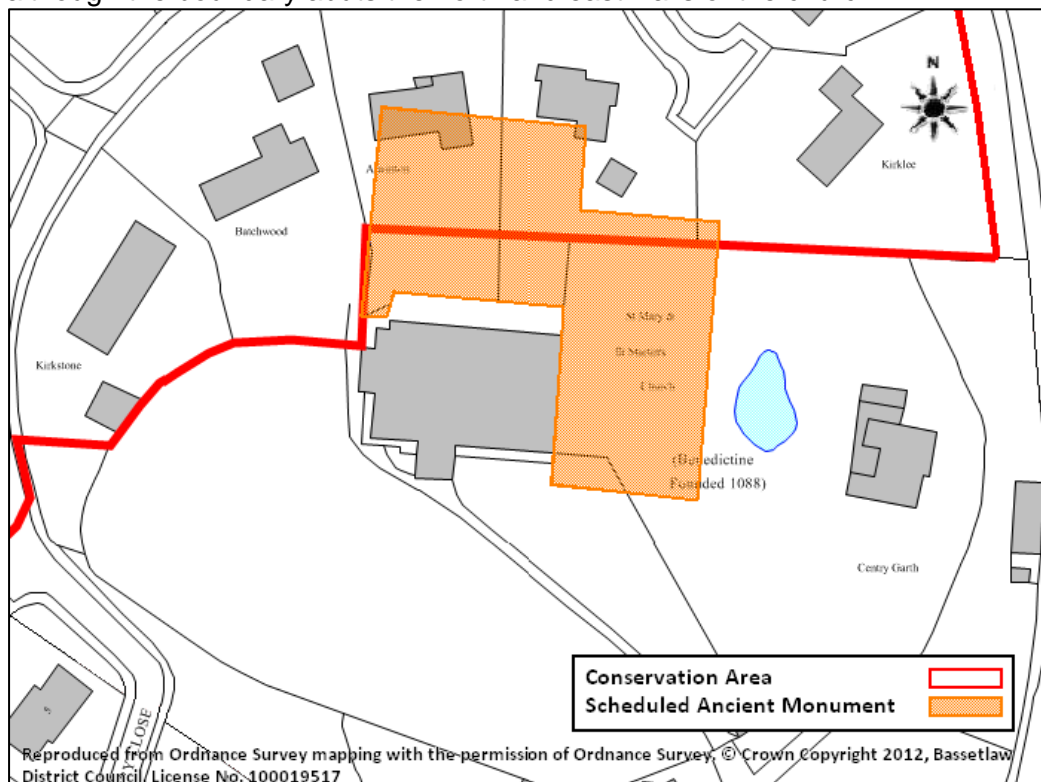 N
Kirklee
Batchwood
St Mary &
St Martin's
Church
Kirkstone
(Benedictine
Founded 1088)
Centry Garth
Conservation Area
Scheduled Ancient Monument
5
CLOSE
Reproduced from Ordnance Survey mapping with the permission of Ordnance Survey, © Crown Copyright 2012, Bassetlaw
District Council License No. 100019517